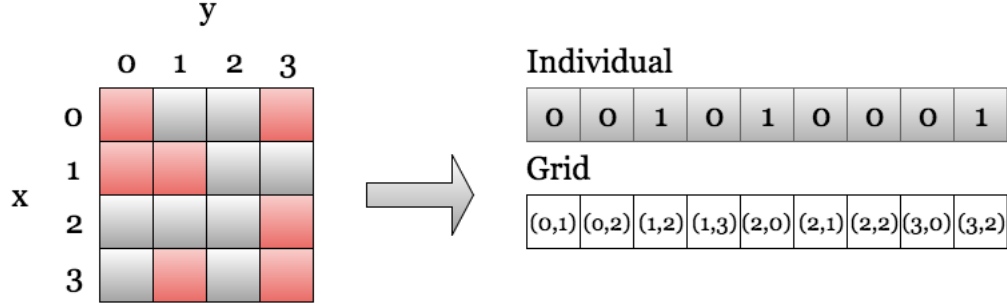 y
0 1 2 3
0
1
x
2
3
Individual
0 0 1 0 1 0 0 0 1
Grid
(0,1) (0,2) (1,2) (1,3) (2,0) (2,1) (2,2) (3,0) (3,2)